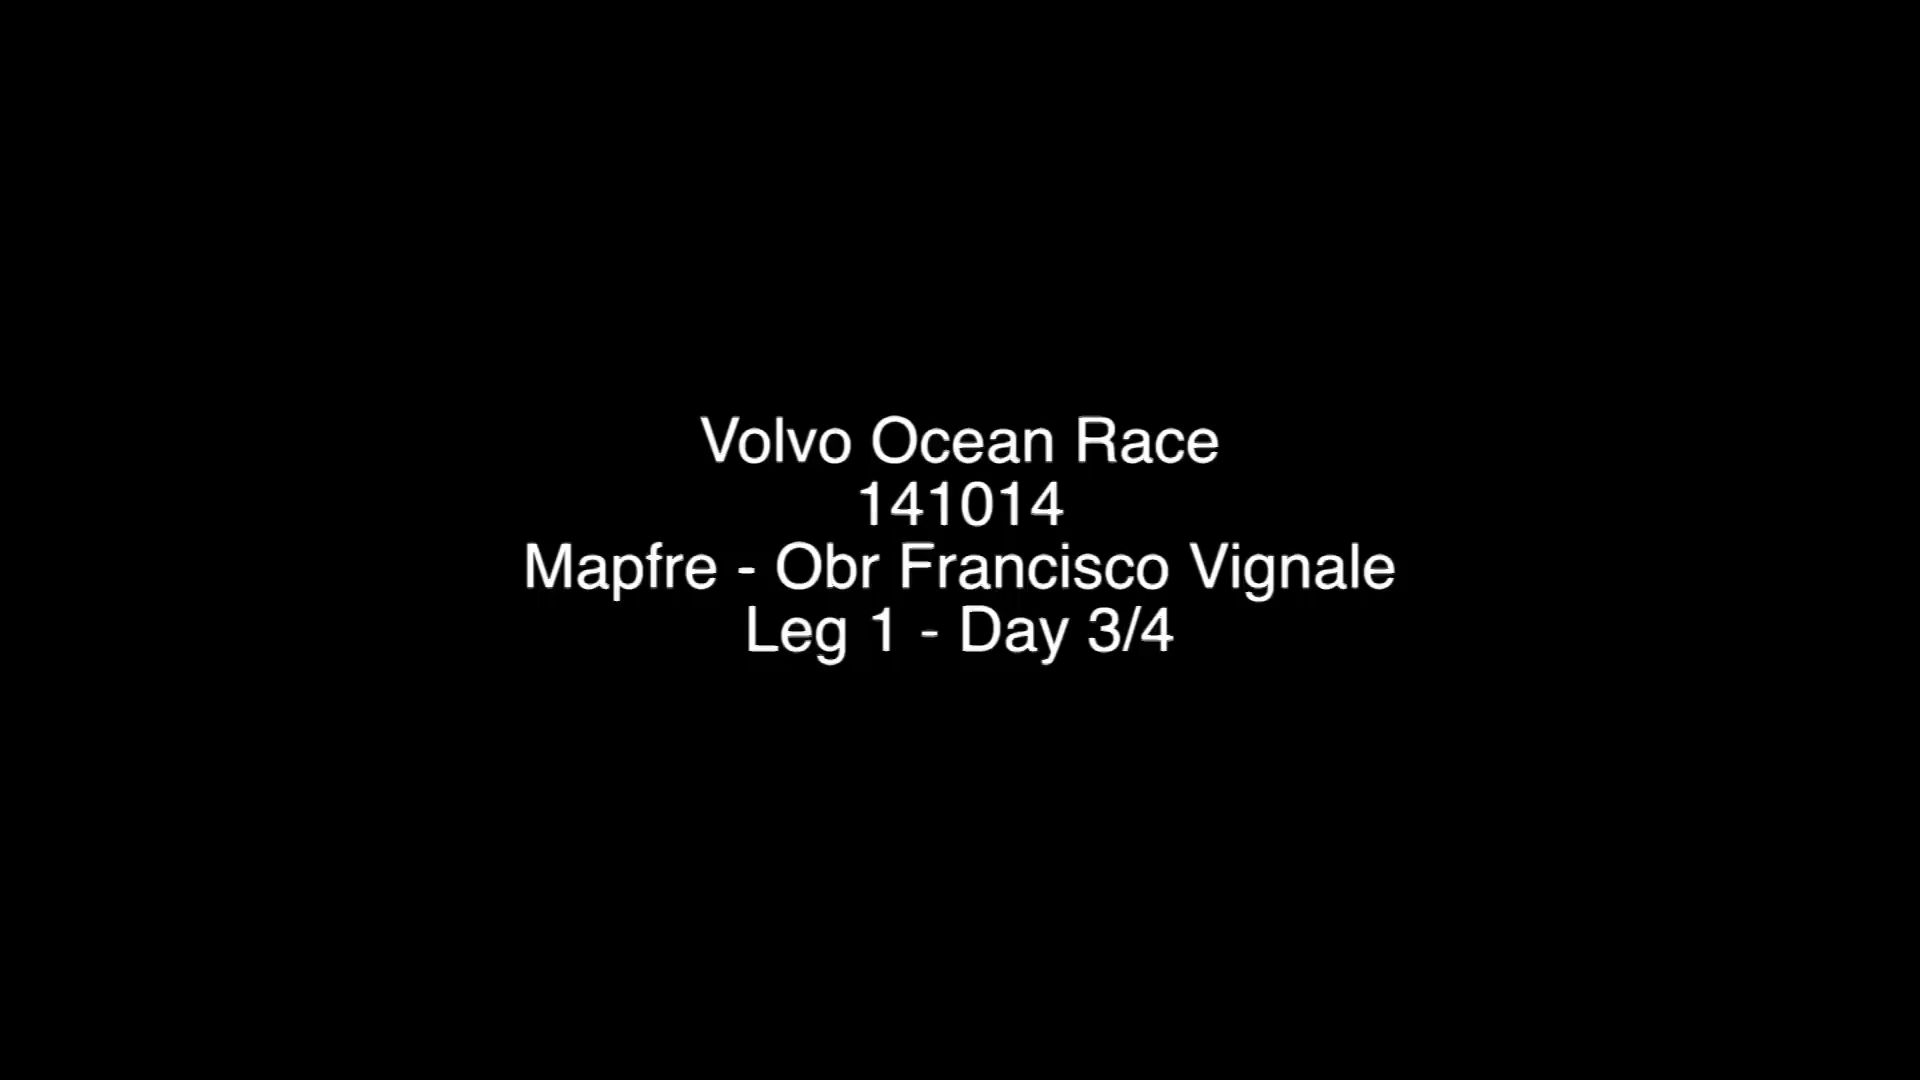 Volvo Ocean Race
141014
Mapfre - Obr Francisco Vignale
Leg 1 - Day 3/4